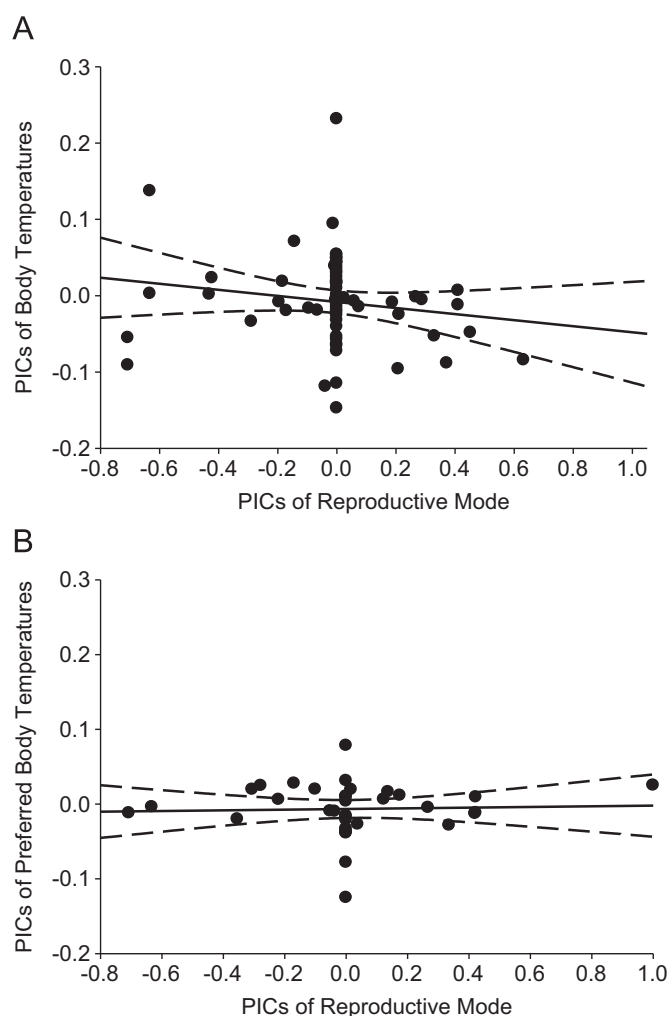 A
0.3
0.2
0.1
0.0
-0.1
-0.2
PICs of Body Temperatures
-0.8 -0.6 -0.4 -0.2 0.0 0.2 0.4 0.6 0.8 1.0
PICs of Reproductive Mode
B
0.3
0.2
0.1
0.0
-0.1
-0.2
PICs of Preferred Body Temperatures
-0.8 -0.6 -0.4 -0.2 0.0 0.2 0.4 0.6 0.8 1.0
PICs of Reproductive Mode